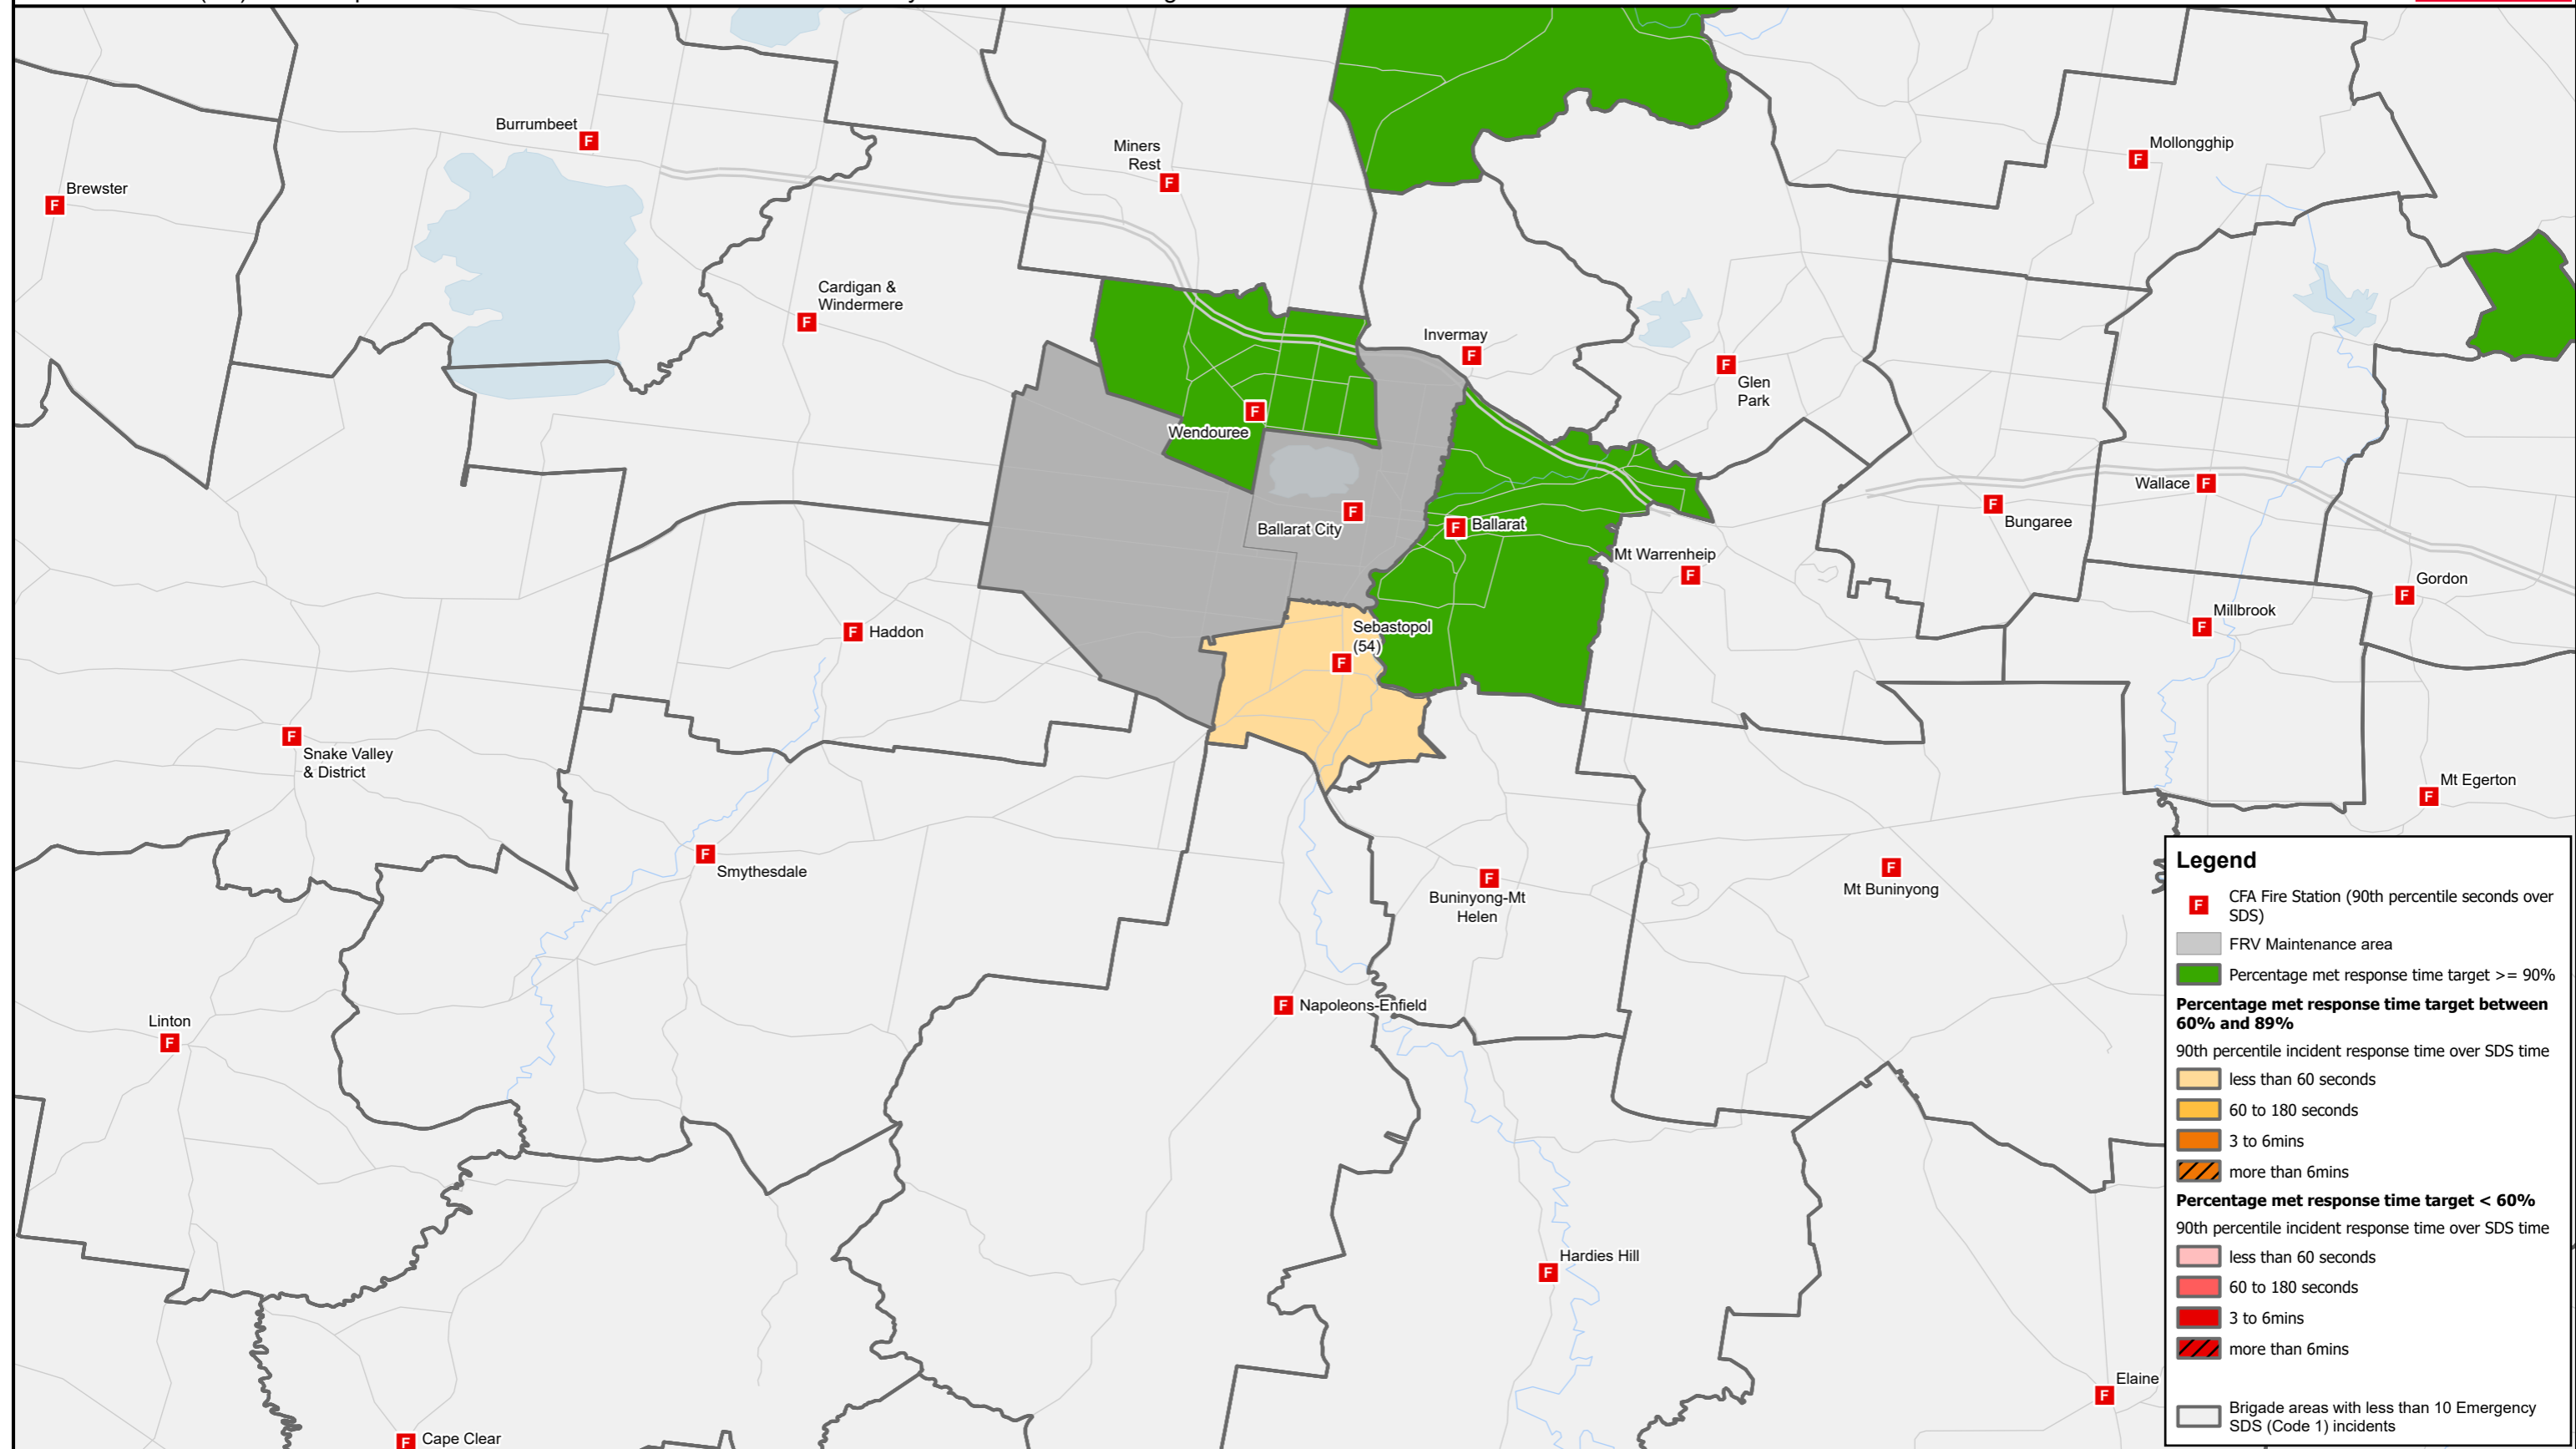 Burrumbeet
Miners
Rest
Mollongghip
Brewster
Cardigan &
Windermere
Invermay
Glen
Park
Wendouree
Wallace
Ballarat City
Ballarat
Bungaree
Mt Warrenheip
Gordon
Millbrook
Haddon
Sebastopol
(54)
Snake Valley
& District
Mt Egerton
Smythesdale
Buninyong-Mt
Helen
Mt Buninyong
Napoleons-Enfield
Linton
Hardies Hill
Elaine
Cape Clear
Legend
F CFA Fire Station (90th percentile seconds over
SDS)
FRV Maintenance area
Percentage met response time target >= 90%
Percentage met response time target between
60% and 89%
90th percentile incident response time over SDS time
less than 60 seconds
60 to 180 seconds
3 to 6mins
more than 6mins
Percentage met response time target < 60%
90th percentile incident response time over SDS time
less than 60 seconds
60 to 180 seconds
3 to 6mins
more than 6mins
Brigade areas with less than 10 Emergency
SDS (Code 1) incidents